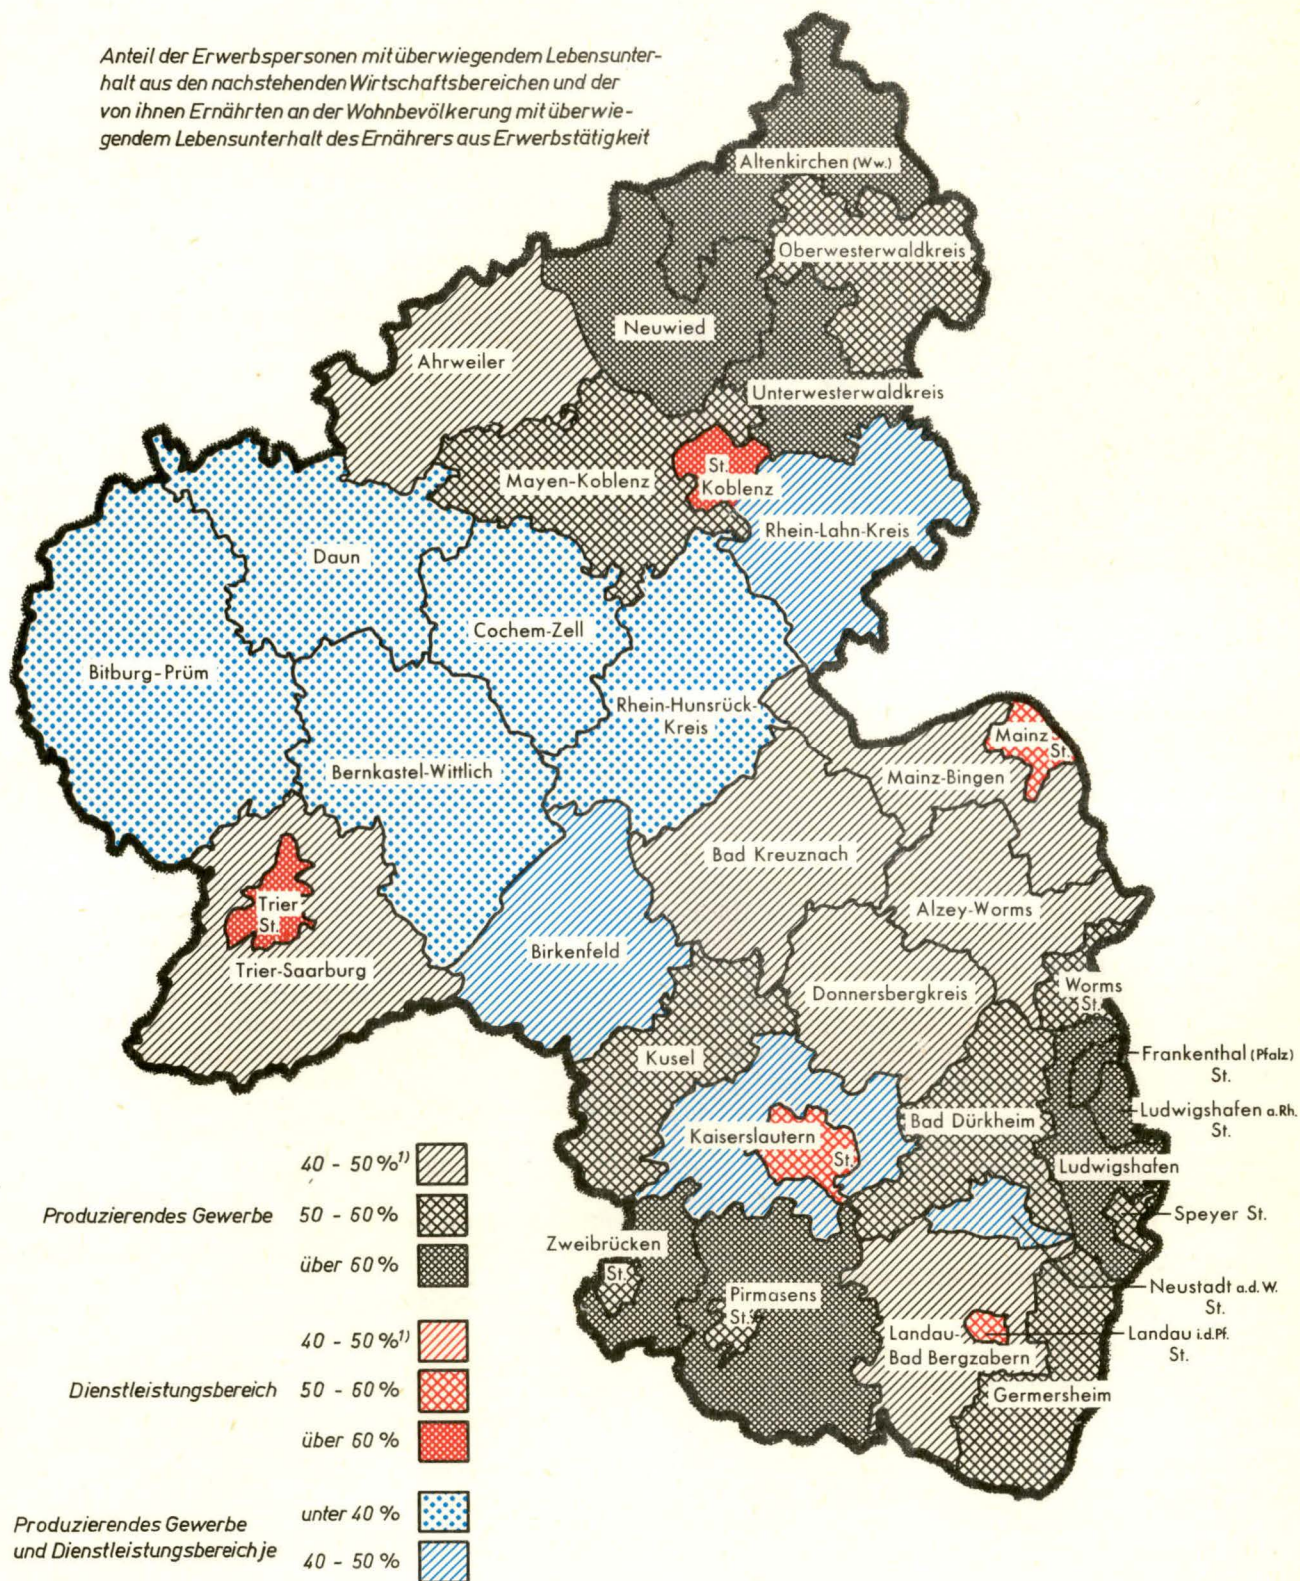 Anteil der Erwerbspersonen mit überwiegendem Lebensunter-
halt aus den nachstehenden Wirtschaftsbereichen und der
von ihnen Ernährten an der Wohnbevölkerung mit überwie-
gendem Lebensunterhalt des Ernährers aus Erwerbstätigkeit
Altenkirchen (Ww.)
Oberwesterwaldkreis
Neuwied
Ahrweiler
Unterwesterwaldkreis
Mayen-Koblenz
St.
Koblenz
Rhein-Lahn-Kreis
Daun
Cochem-Zell
Bitburg-Prüm
Rhein-Hunsrück-
Kreis
Bernkastel-Wittlich
Mainz
St.
Mainz-Bingen
Bad Kreuznach
Alzey-Worms
Trier
St.
Trier-Saarburg
Birkenfeld
Donnersbergkreis
Worms
St.
Kusel
Frankenthal (Pfalz)
St.
Ludwigshafen a.Rh.
St.
Bad Dürkheim
Kaiserslautern
St.
Ludwigshafen
Speyer St.
Zweibrücken
St.
Pirmasens
St.
Neustadt a.d.W.
St.
Landau i.d.Pf.
St.
Landau-
Bad Bergzabern
Germersheim
40 - 50 %¹⁾
Produzierendes Gewerbe 50 - 60 %
über 60 %
40 - 50 %¹⁾
Dienstleistungsbereich 50 - 60 %
über 60 %
unter 40 %
Produzierendes Gewerbe
und Dienstleistungsbereich je 40 - 50 %